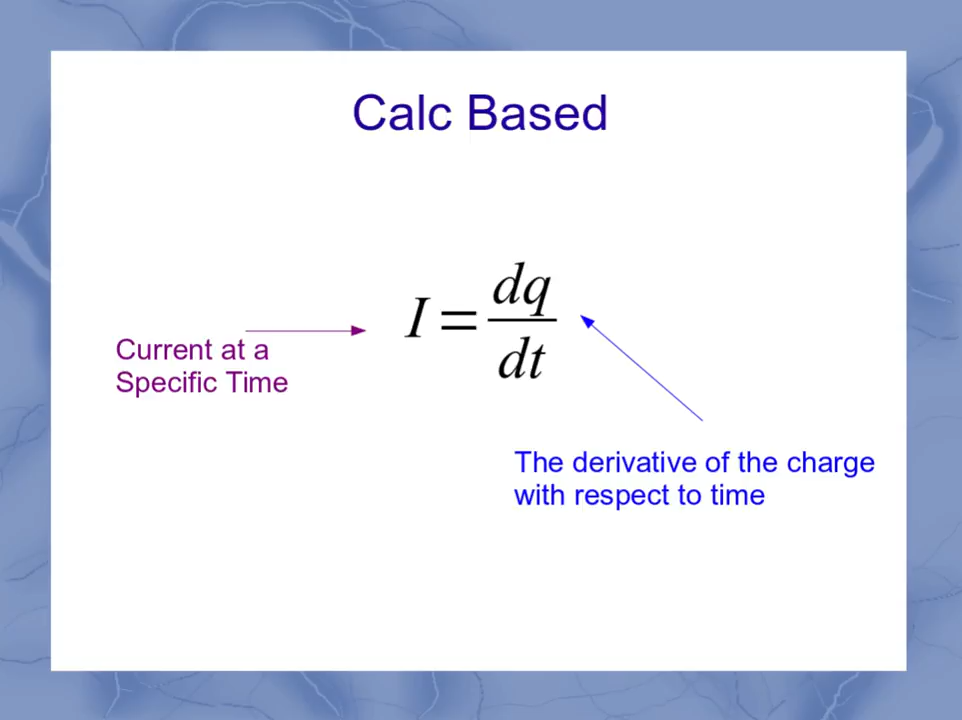 Calc Based
I = dq/dt
Current at a
Specific Time
The derivative of the charge
with respect to time